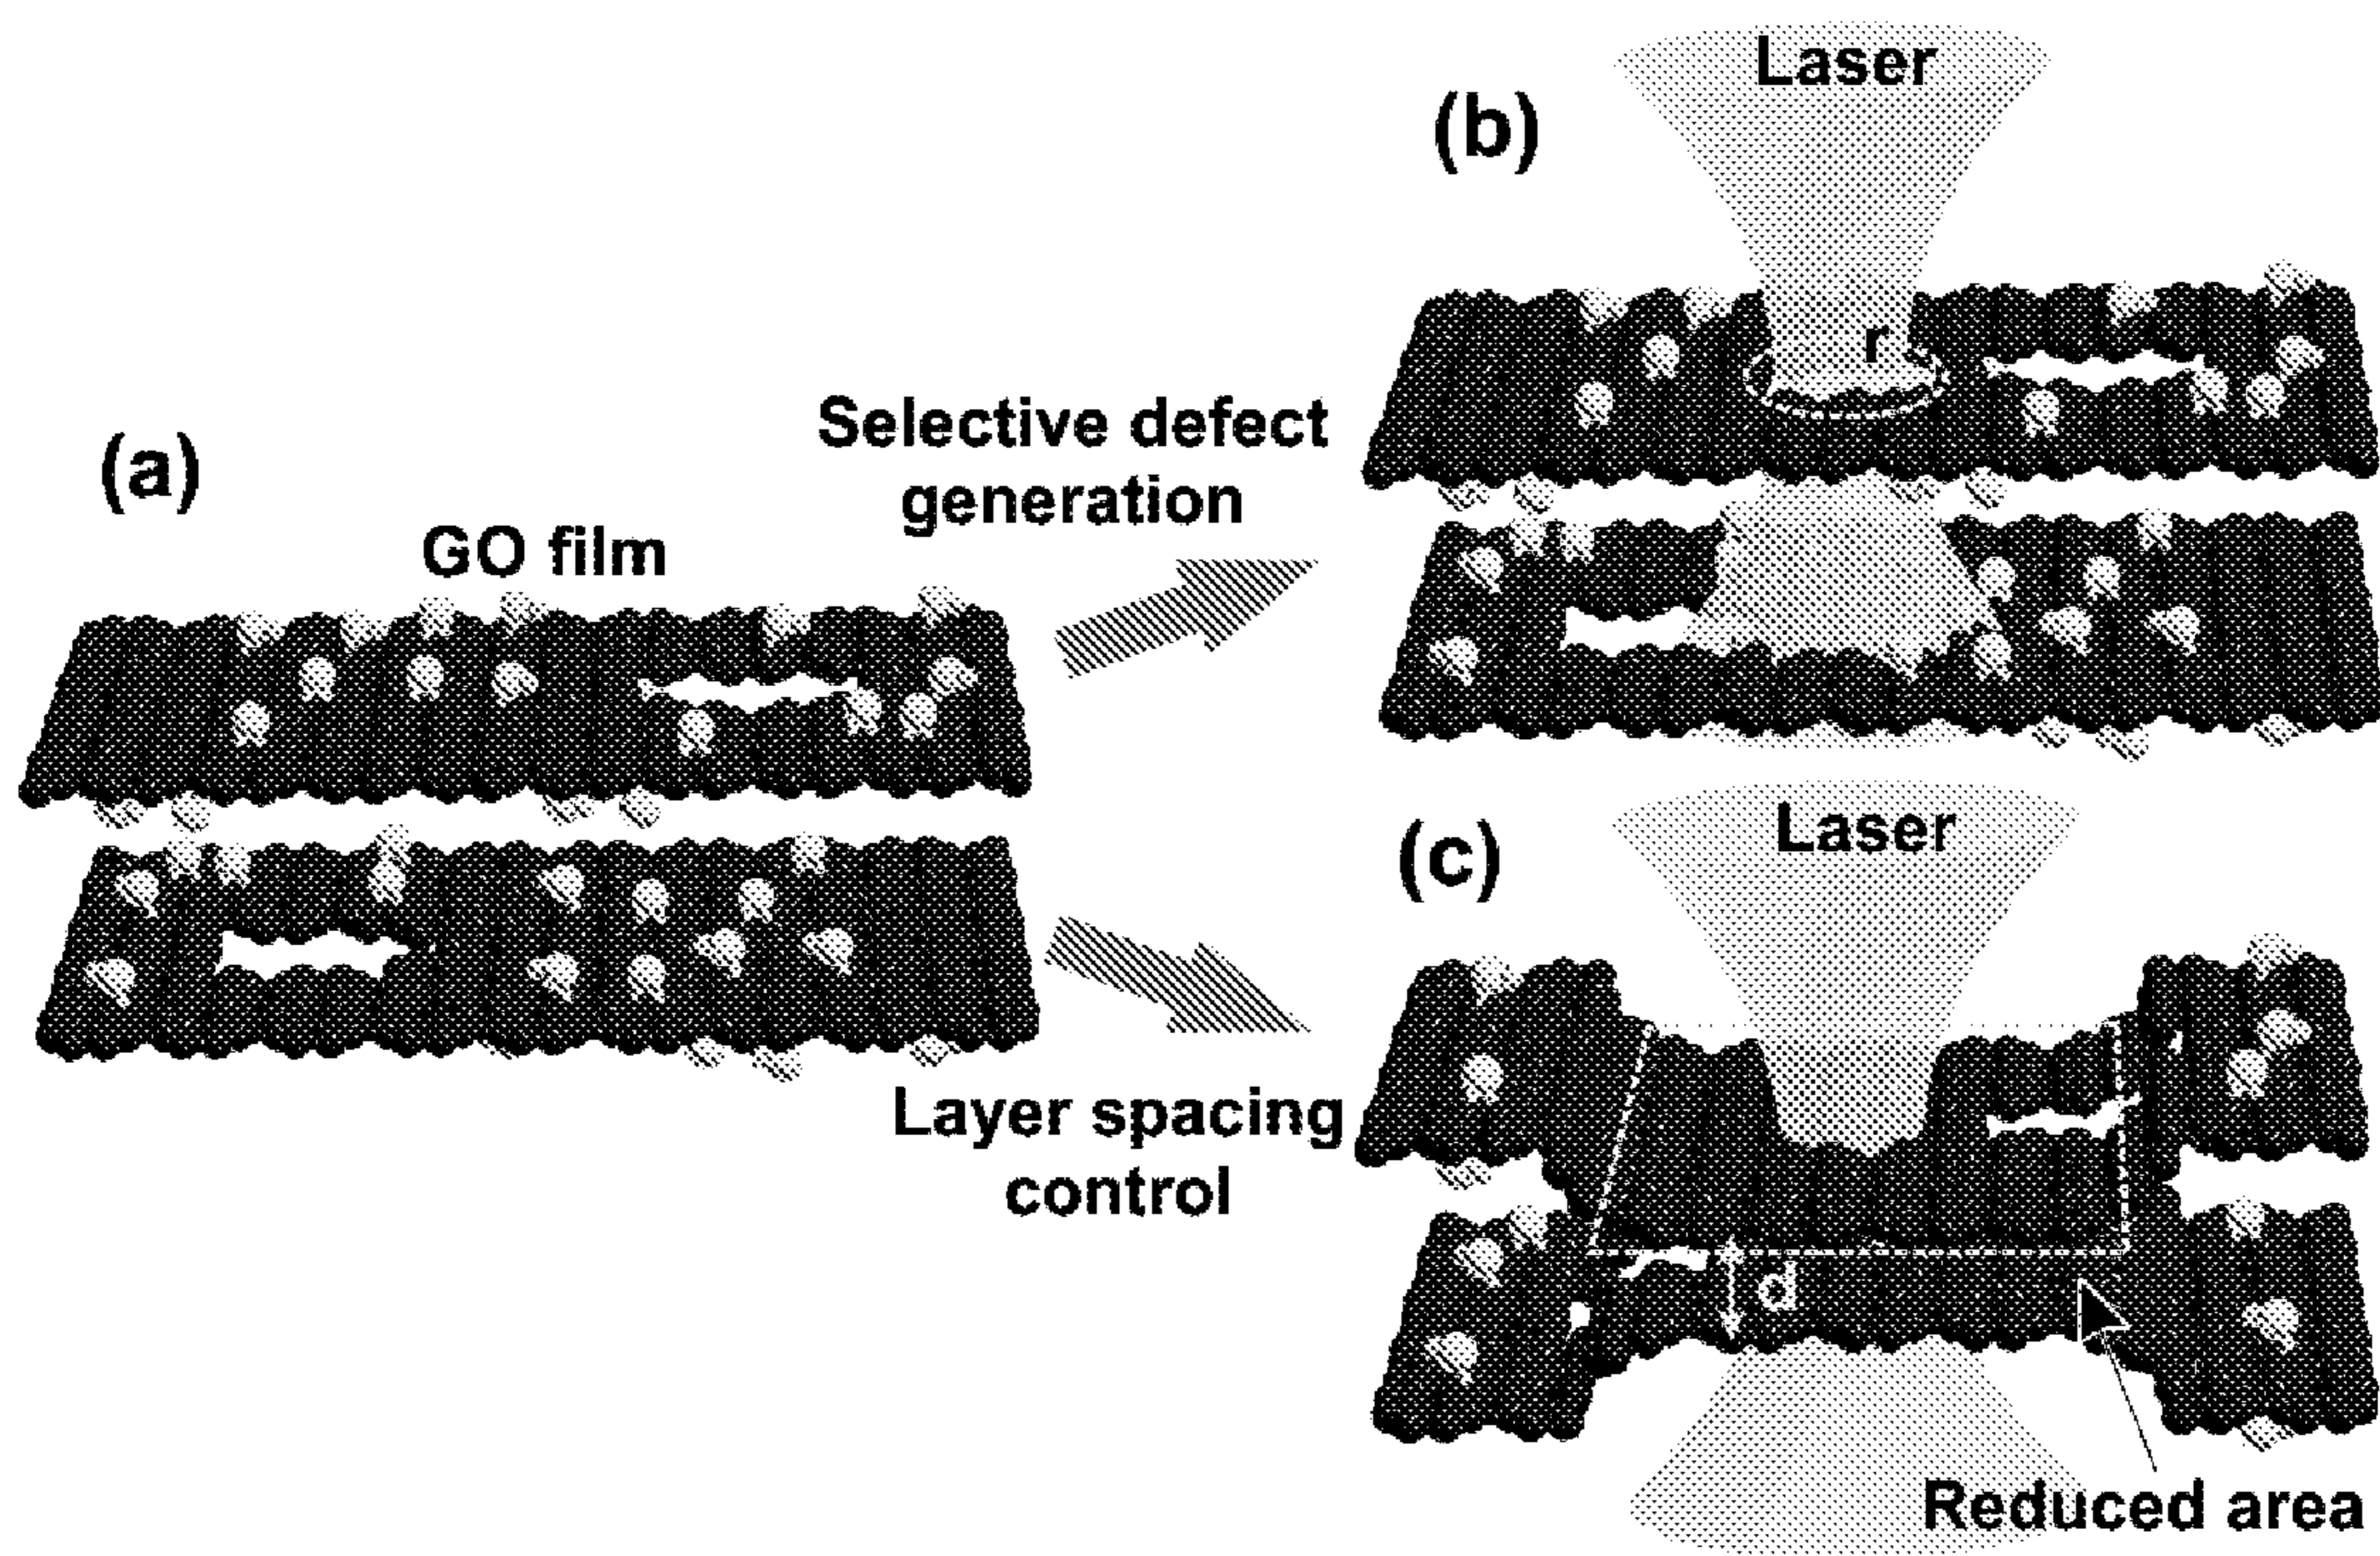 (a)
GO film
Selective defect
generation
Layer spacing
control
(b)
Laser
r
(c)
Laser
d
Reduced area